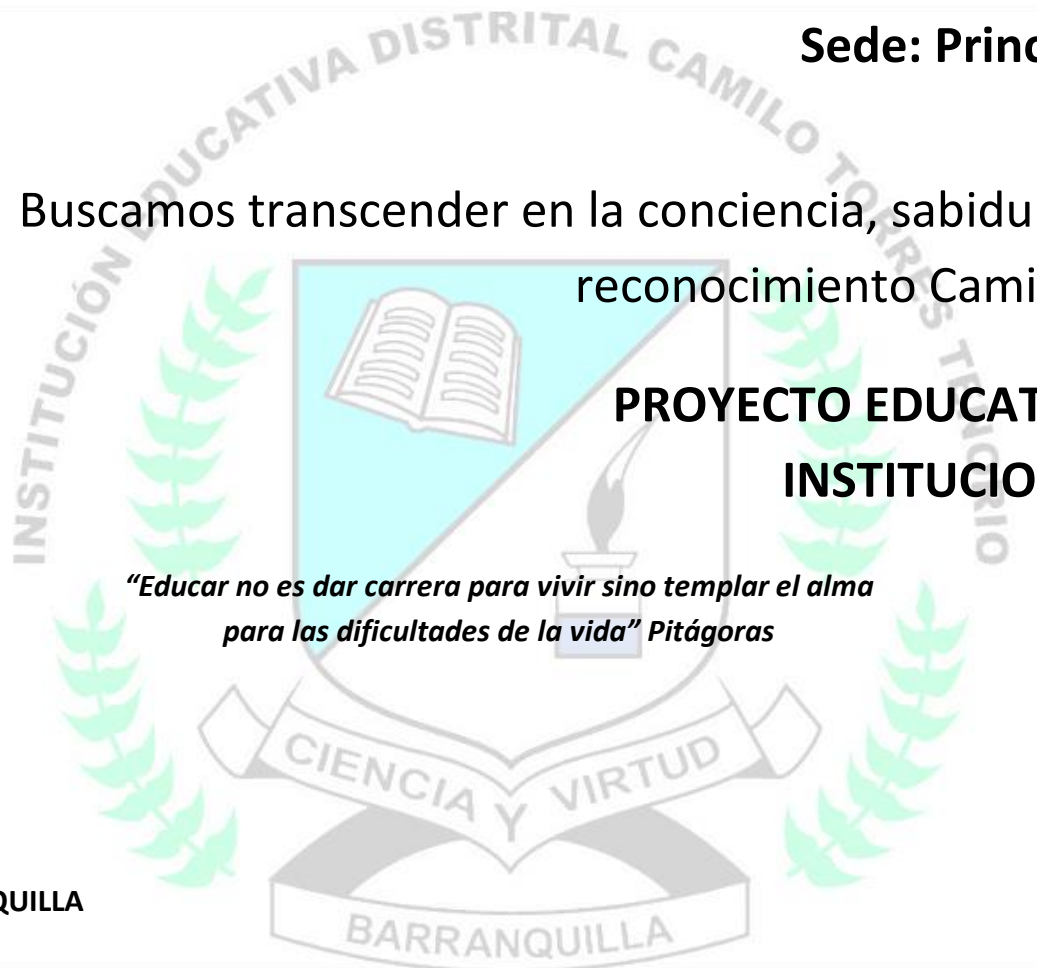 INSTITUCIÓN EDUCATIVA DISTRITAL CAMILO TORRES TENORIO
Sede: Princ
Buscamos transcender en la conciencia, sabidu
reconocimiento Cami
PROYECTO EDUCAT
INSTITUCIO
“Educar no es dar carrera para vivir sino templar el alma
para las dificultades de la vida” Pitágoras
CIENCIA Y VIRTUD
QUILLA
BARRANQUILLA